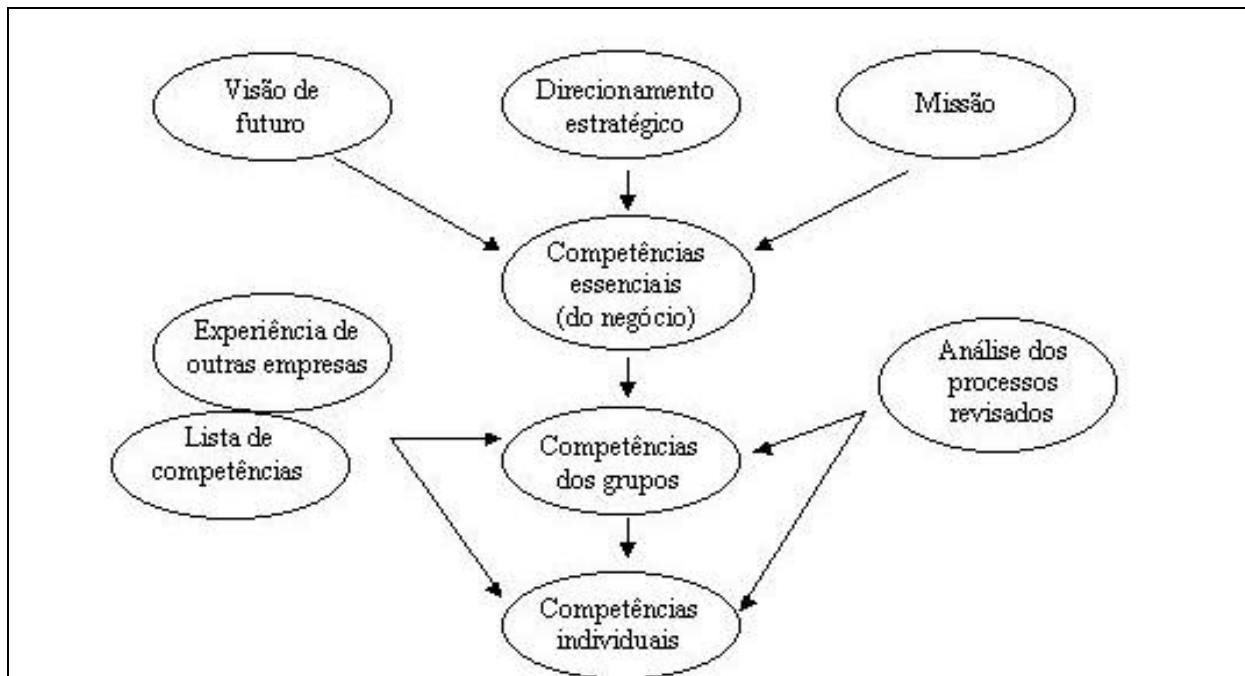 Visão de
futuro
Direcionamento
estratégico
Missão
Competências
essenciais
(do negócio)
Experiência de
outras empresas
Análise dos
processos
revisados
Lista de
competências
Competências
dos grupos
Competências
individuais